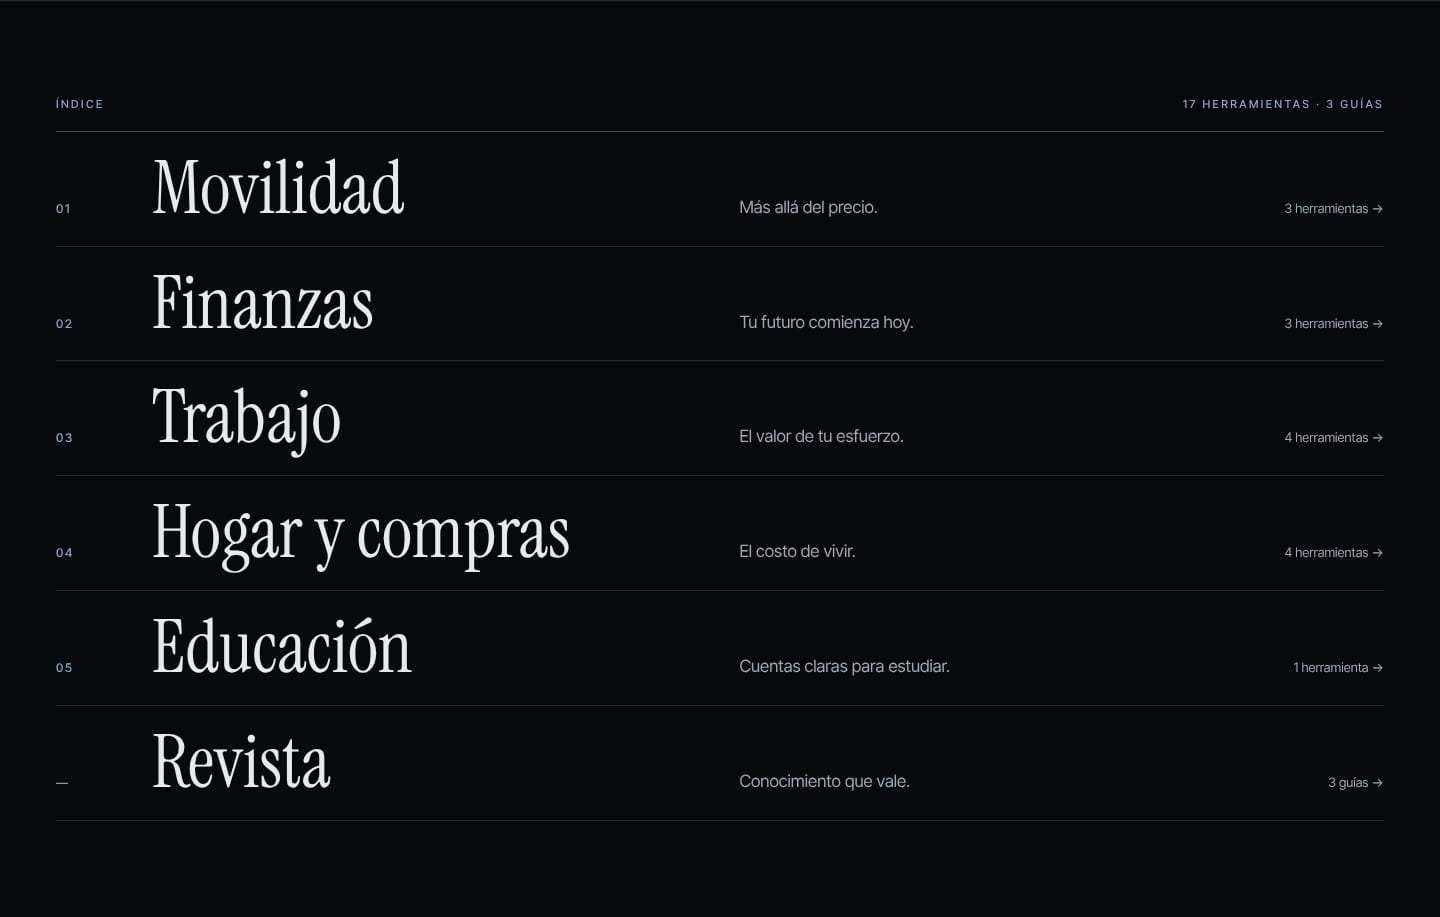 ÍNDICE
17 HERRAMIENTAS · 3 GUÍAS
01 Movilidad Más allá del precio. 3 herramientas →
02 Finanzas Tu futuro comienza hoy. 3 herramientas →
03 Trabajo El valor de tu esfuerzo. 4 herramientas →
04 Hogar y compras El costo de vivir. 4 herramientas →
05 Educación Cuentas claras para estudiar. 1 herramienta →
— Revista Conocimiento que vale. 3 guías →